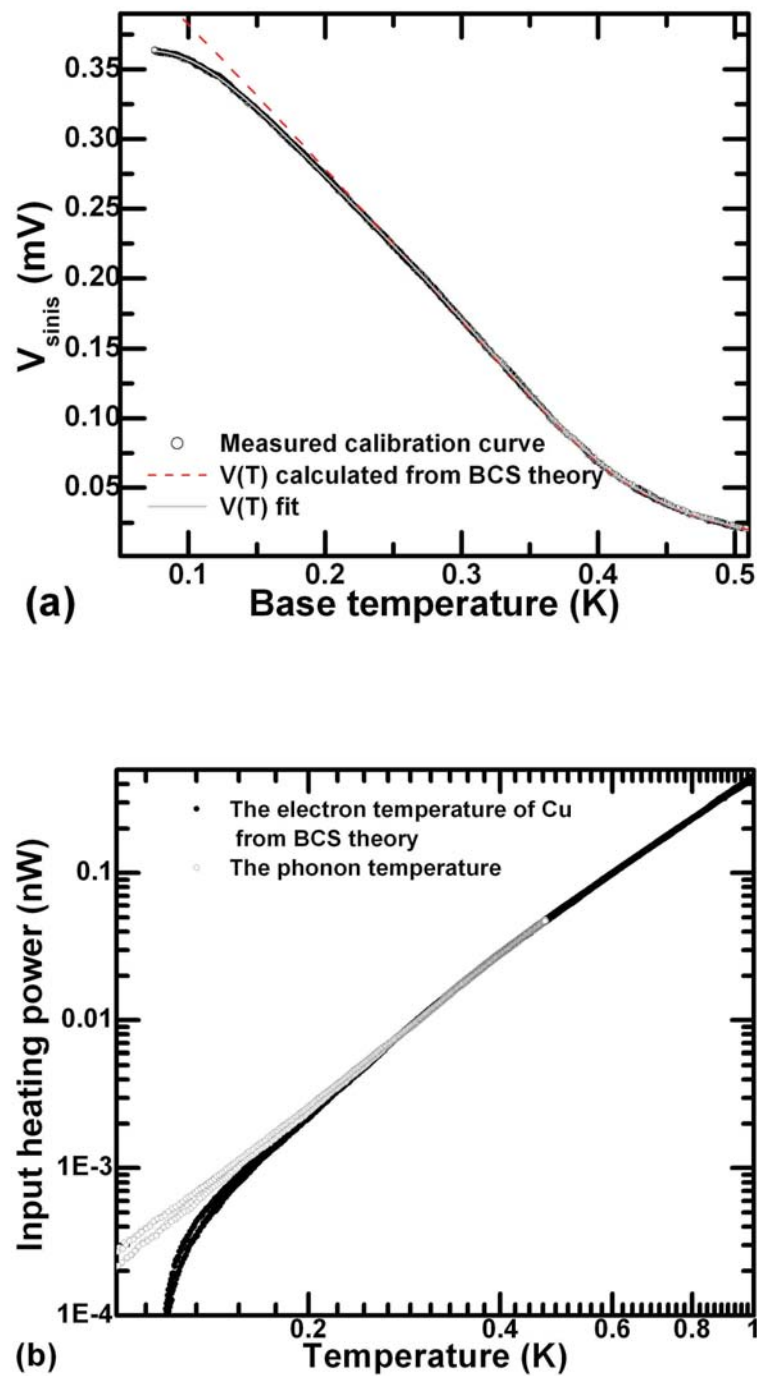 0.35
0.30
0.25
0.20
0.15
0.10
0.05
V sinis (mV)
Measured calibration curve
V(T) calculated from BCS theory
V(T) fit
0.1 0.2 0.3 0.4 0.5
(a) Base temperature (K)
The electron temperature of Cu
from BCS theory
The phonon temperature
0.1
0.01
1E-3
1E-4
Input heating power (nW)
0.2 0.4 0.6 0.8 1
(b) Temperature (K)